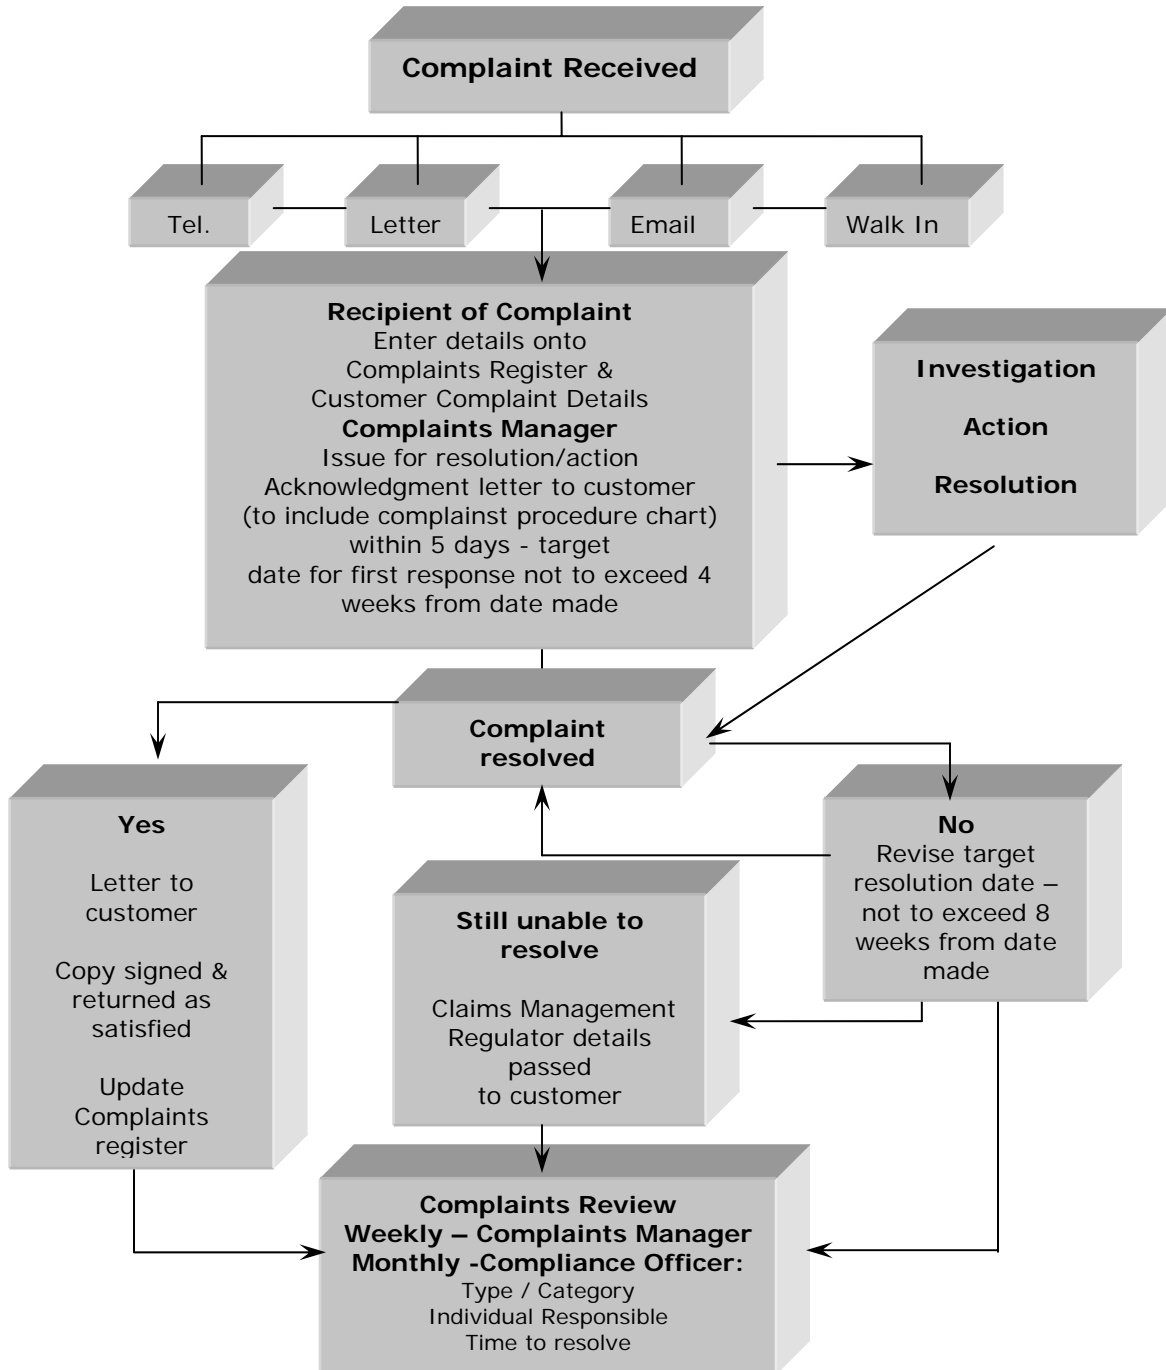 Complaint Received
Tel.
Letter
Email
Walk In
Recipient of Complaint
Enter details onto
Complaints Register &
Customer Complaint Details
Complaints Manager
Issue for resolution/action
Acknowledgment letter to customer
(to include complainst procedure chart)
within 5 days - target
date for first response not to exceed 4
weeks from date made
Investigation
Action
Resolution
Complaint
resolved
Yes
Letter to
customer
Copy signed &
returned as
satisfied
Update
Complaints
register
No
Revise target
resolution date –
not to exceed 8
weeks from date
made
Still unable to
resolve
Claims Management
Regulator details
passed
to customer
Complaints Review
Weekly – Complaints Manager
Monthly -Compliance Officer:
Type / Category
Individual Responsible
Time to resolve